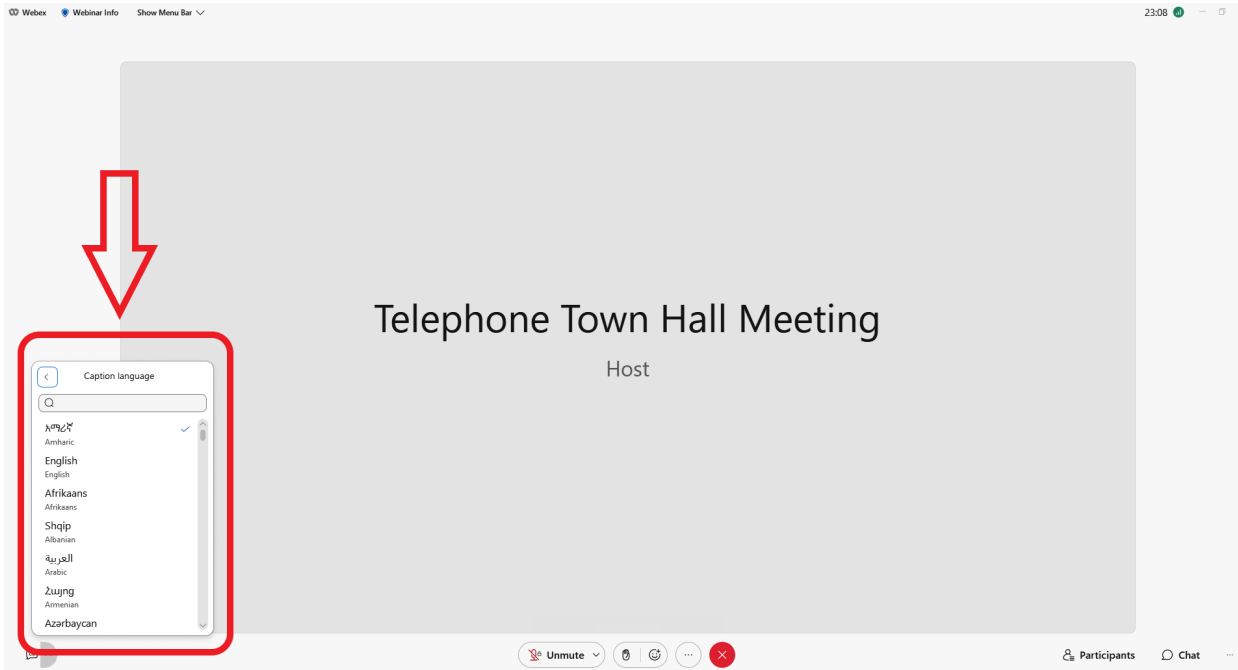 Webex Webinar Info Show Menu Bar 23:08
Telephone Town Hall Meeting
Host
Caption language
አማርኛ
Amharic
English
English
Afrikaans
Afrikaans
Shqip
Albanian
العربية
Arabic
Հայոց
Armenian
Azərbaycan
Unmute
Participants
Chat